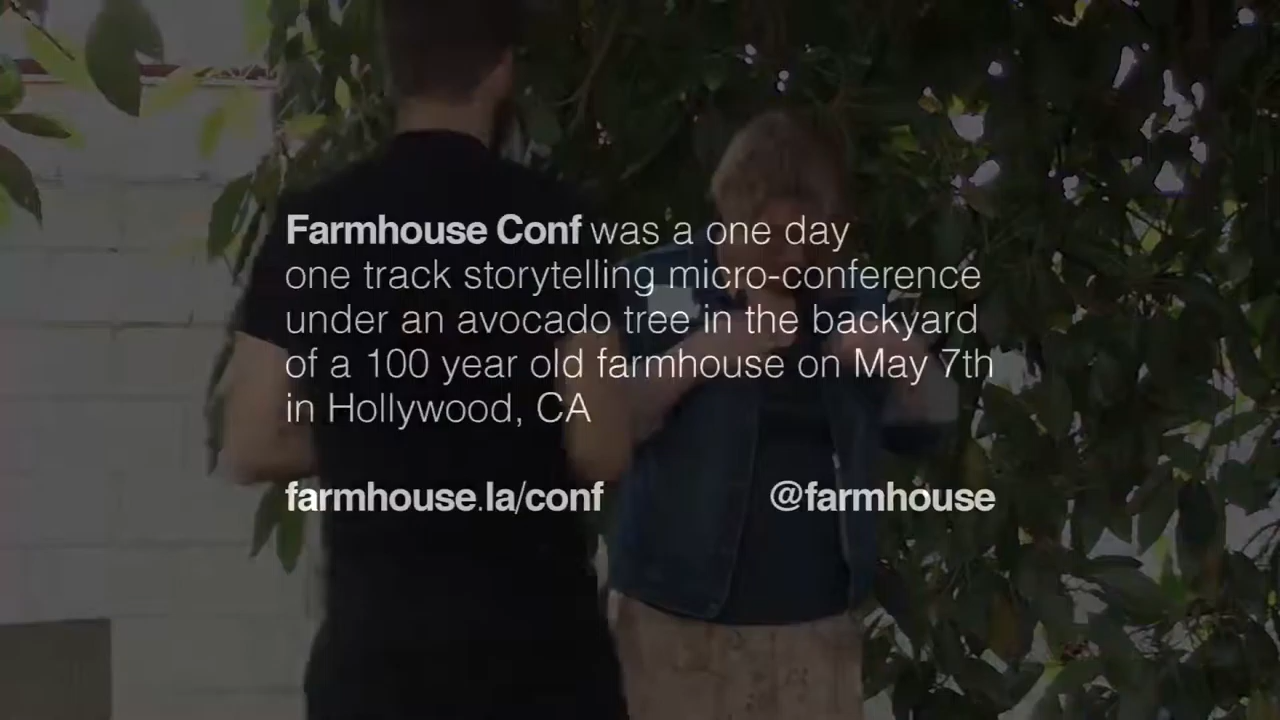 Farmhouse Conf was a one day
one track storytelling micro-conference
under an avocado tree in the backyard
of a 100 year old farmhouse on May 7th
in Hollywood, CA
farmhouse.la/conf @farmhouse